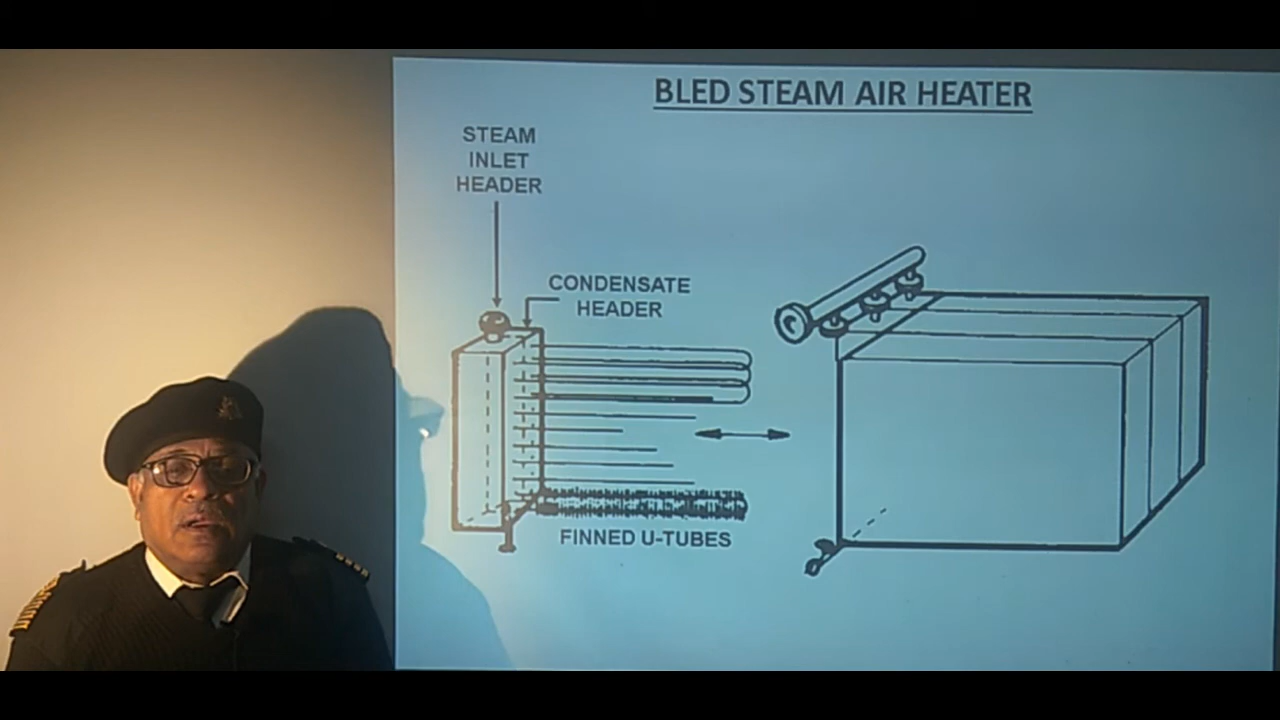 BLED STEAM AIR HEATER
STEAM
INLET
HEADER
CONDENSATE
HEADER
FINNED U-TUBES